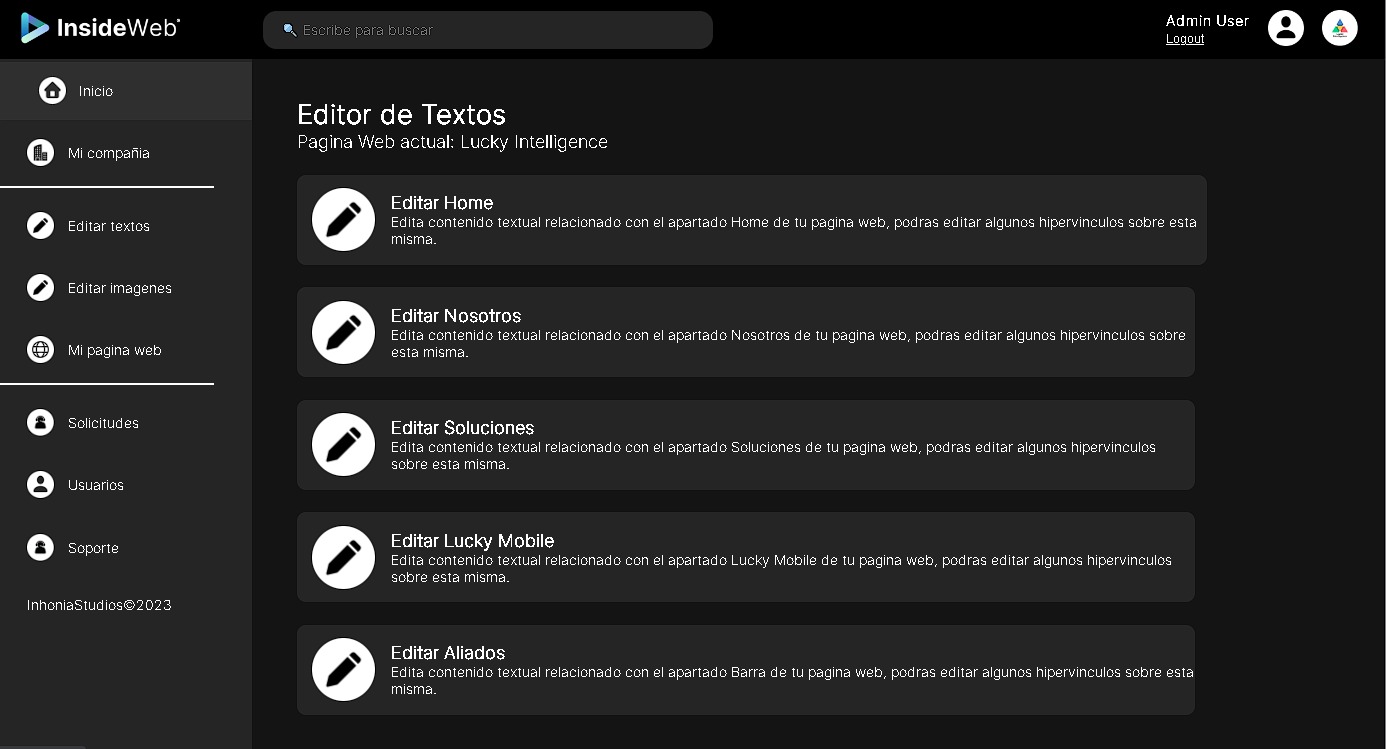 InsideWeb
Escribe para buscar
Admin User
Logout
Inicio
Mi compañia
Editar textos
Editar imagenes
Mi pagina web
Solicitudes
Usuarios
Soporte
InhoniaStudios©2023
Editor de Textos
Pagina Web actual: Lucky Intelligence
Editar Home
Edita contenido textual relacionado con el apartado Home de tu pagina web, podras editar algunos hipervinculos sobre esta
misma.
Editar Nosotros
Edita contenido textual relacionado con el apartado Nosotros de tu pagina web, podras editar algunos hipervinculos sobre
esta misma.
Editar Soluciones
Edita contenido textual relacionado con el apartado Soluciones de tu pagina web, podras editar algunos hipervinculos
sobre esta misma.
Editar Lucky Mobile
Edita contenido textual relacionado con el apartado Lucky Mobile de tu pagina web, podras editar algunos hipervinculos
sobre esta misma.
Editar Aliados
Edita contenido textual relacionado con el apartado Barra de tu pagina web, podras editar algunos hipervinculos sobre esta
misma.